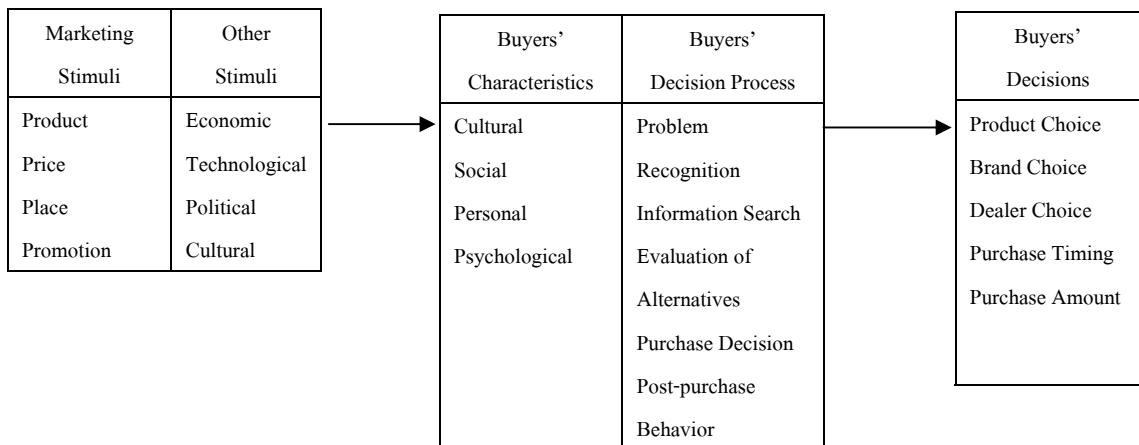 Marketing
Stimuli
Other
Stimuli
Product
Price
Place
Promotion
Economic
Technological
Political
Cultural
Buyers’
Characteristics
Buyers’
Decision Process
Cultural
Social
Personal
Psychological
Problem
Recognition
Information Search
Evaluation of
Alternatives
Purchase Decision
Post-purchase
Behavior
Buyers’
Decisions
Product Choice
Brand Choice
Dealer Choice
Purchase Timing
Purchase Amount